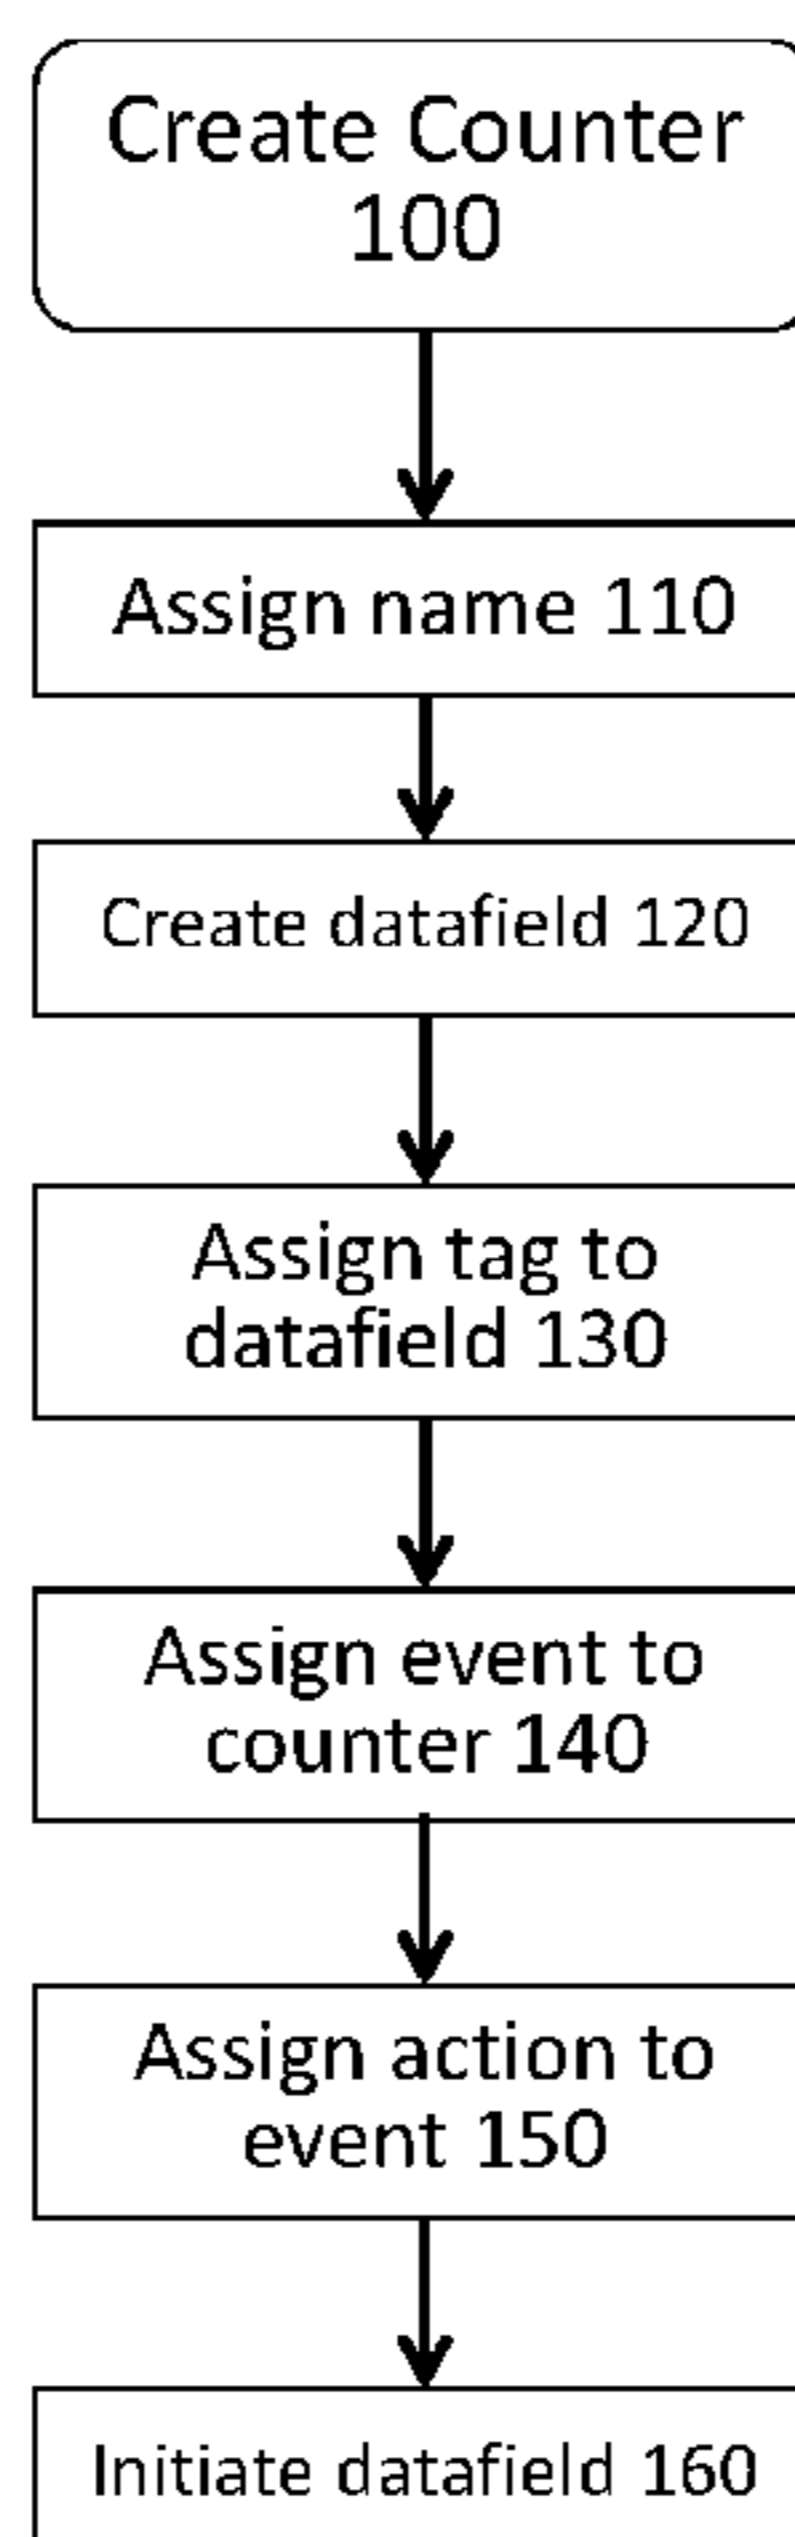 Create Counter
100
Assign name 110
Create datafield 120
Assign tag to
datafield 130
Assign event to
counter 140
Assign action to
event 150
Initiate datafield 160